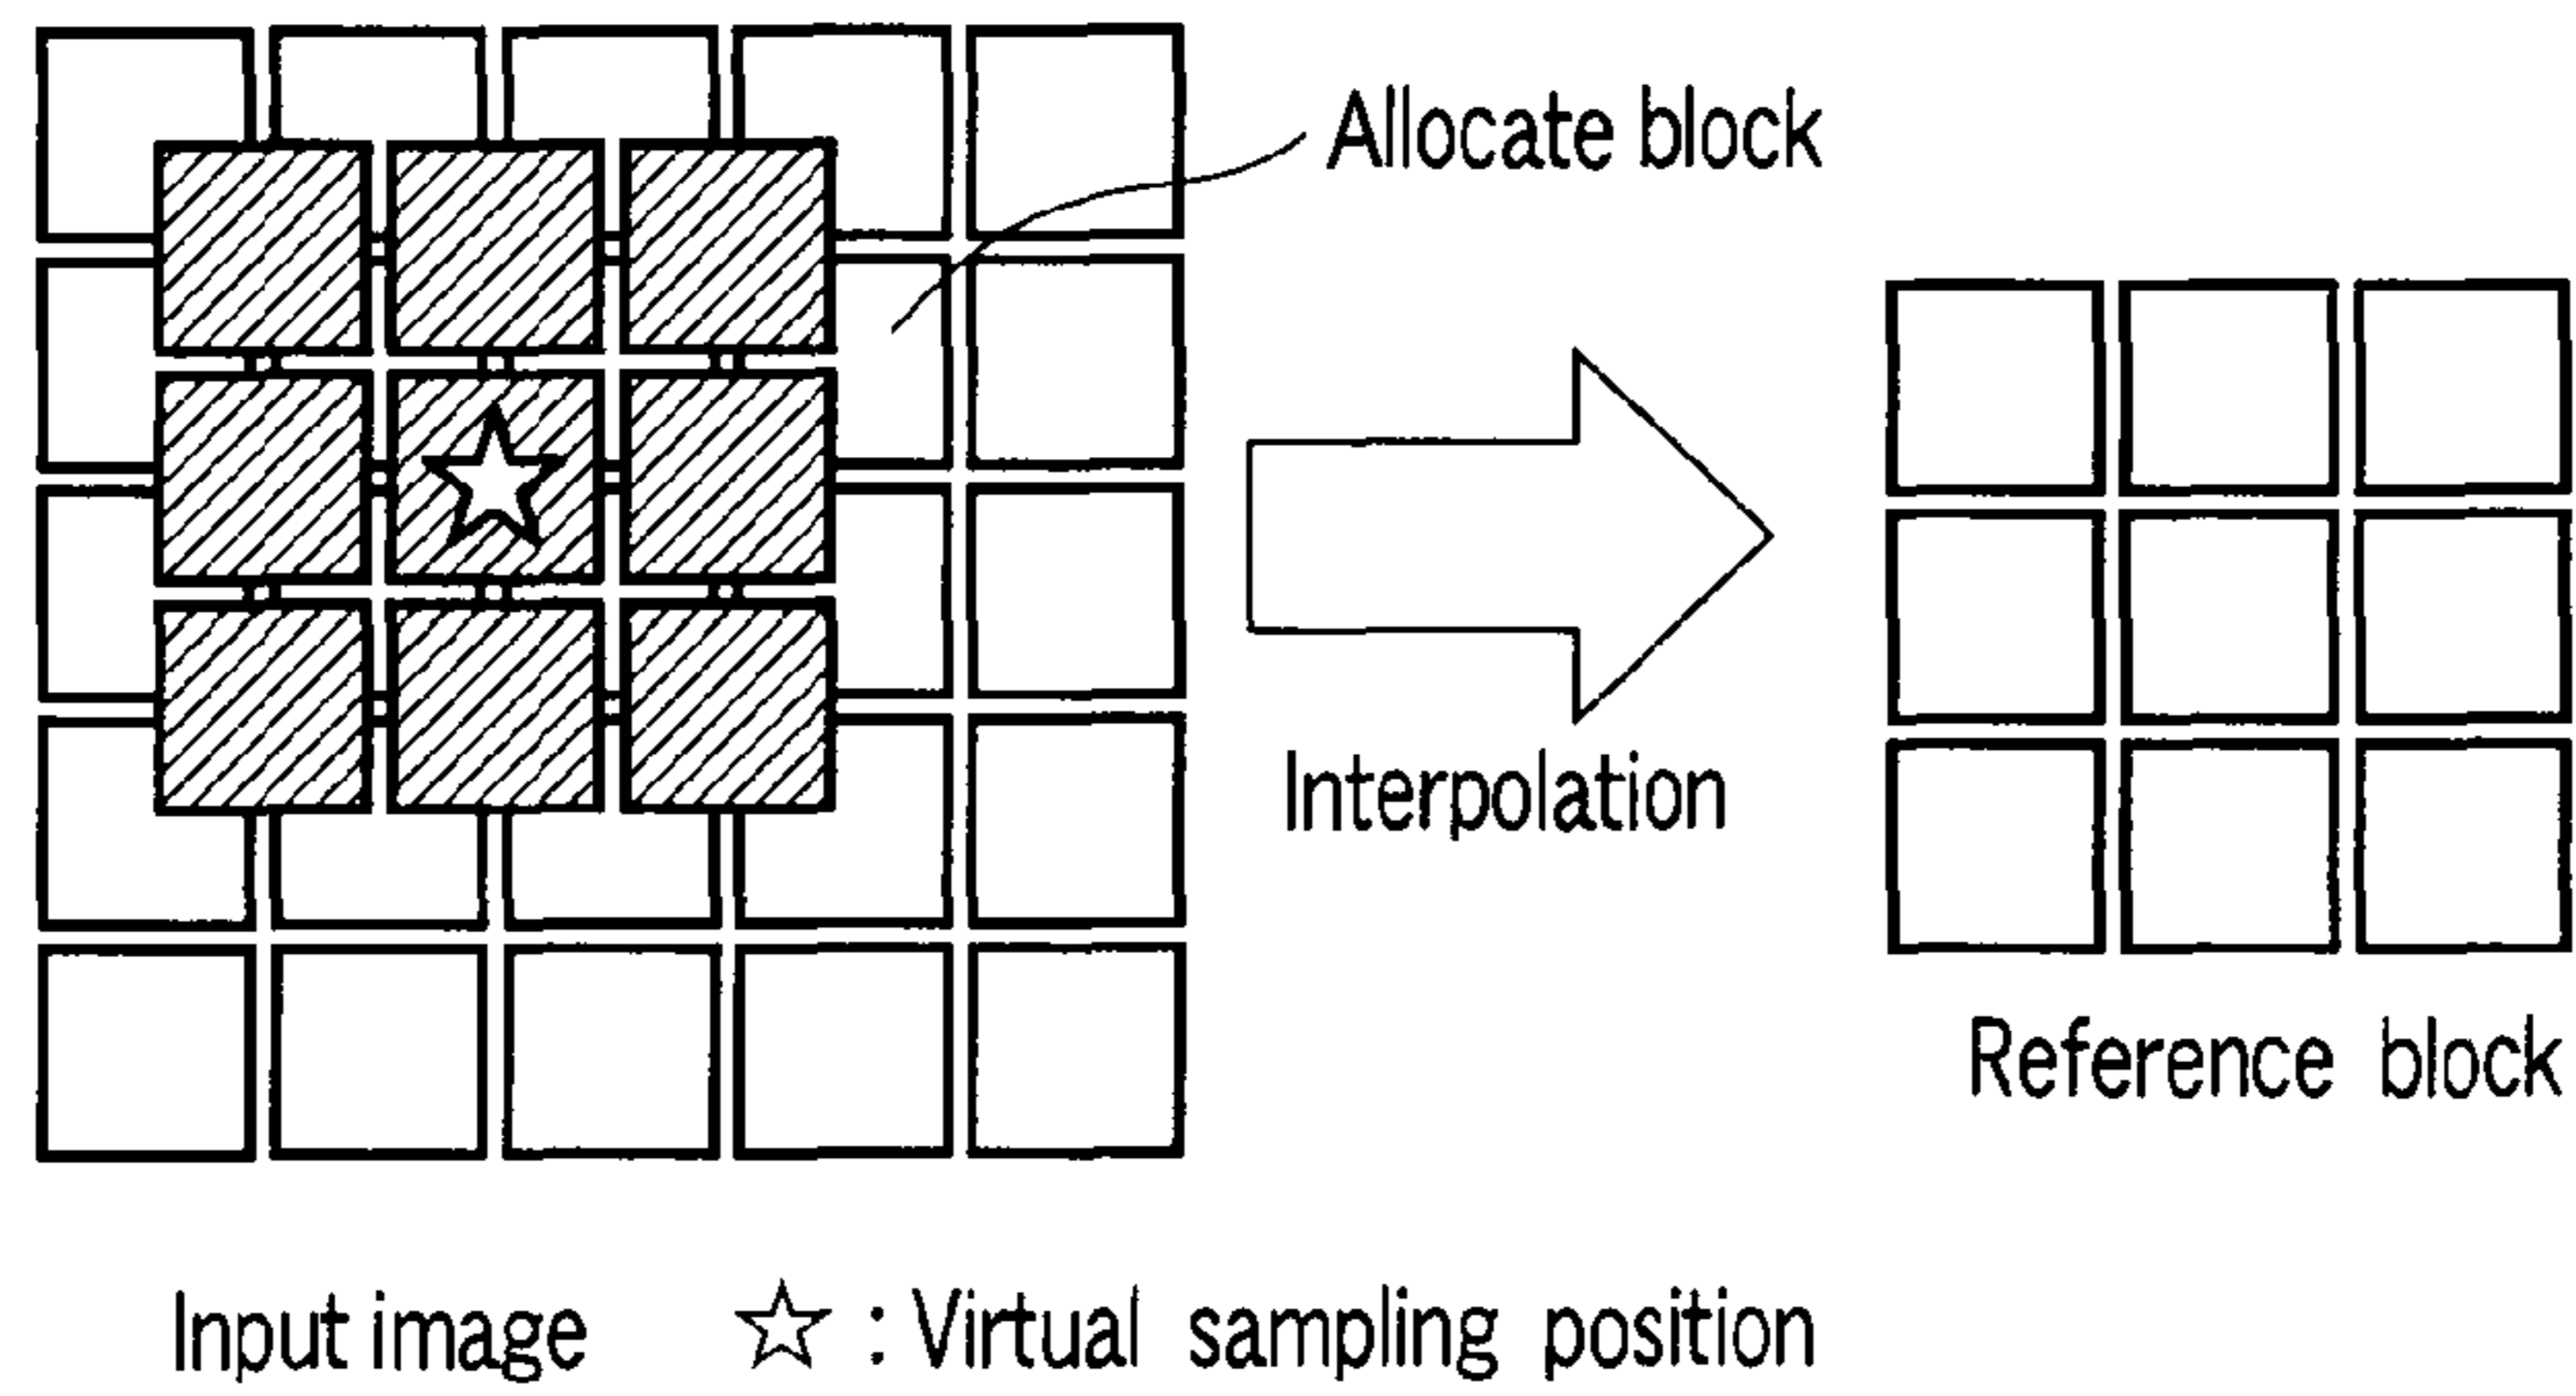 Allocate block
Interpolation
Reference block
Input image
☆ : Virtual sampling position